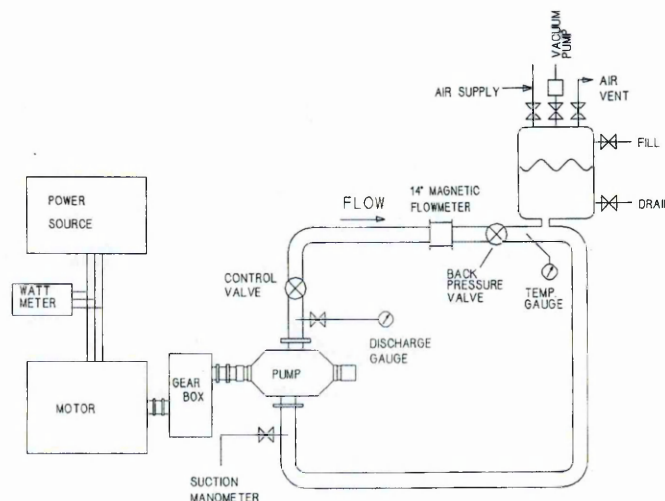 VACUUM
PUMP
AIR SUPPLY
AIR
VENT
FILL
DRAI
POWER
SOURCE
FLOW
14" MAGNETIC
FLOWMETER
WATT
METER
CONTROL
VALVE
BACK
PRESSURE
VALVE
TEMP.
GAUGE
DISCHARGE
GAUGE
MOTOR
GEAR
BOX
PUMP
SUCTION
MANOMETER